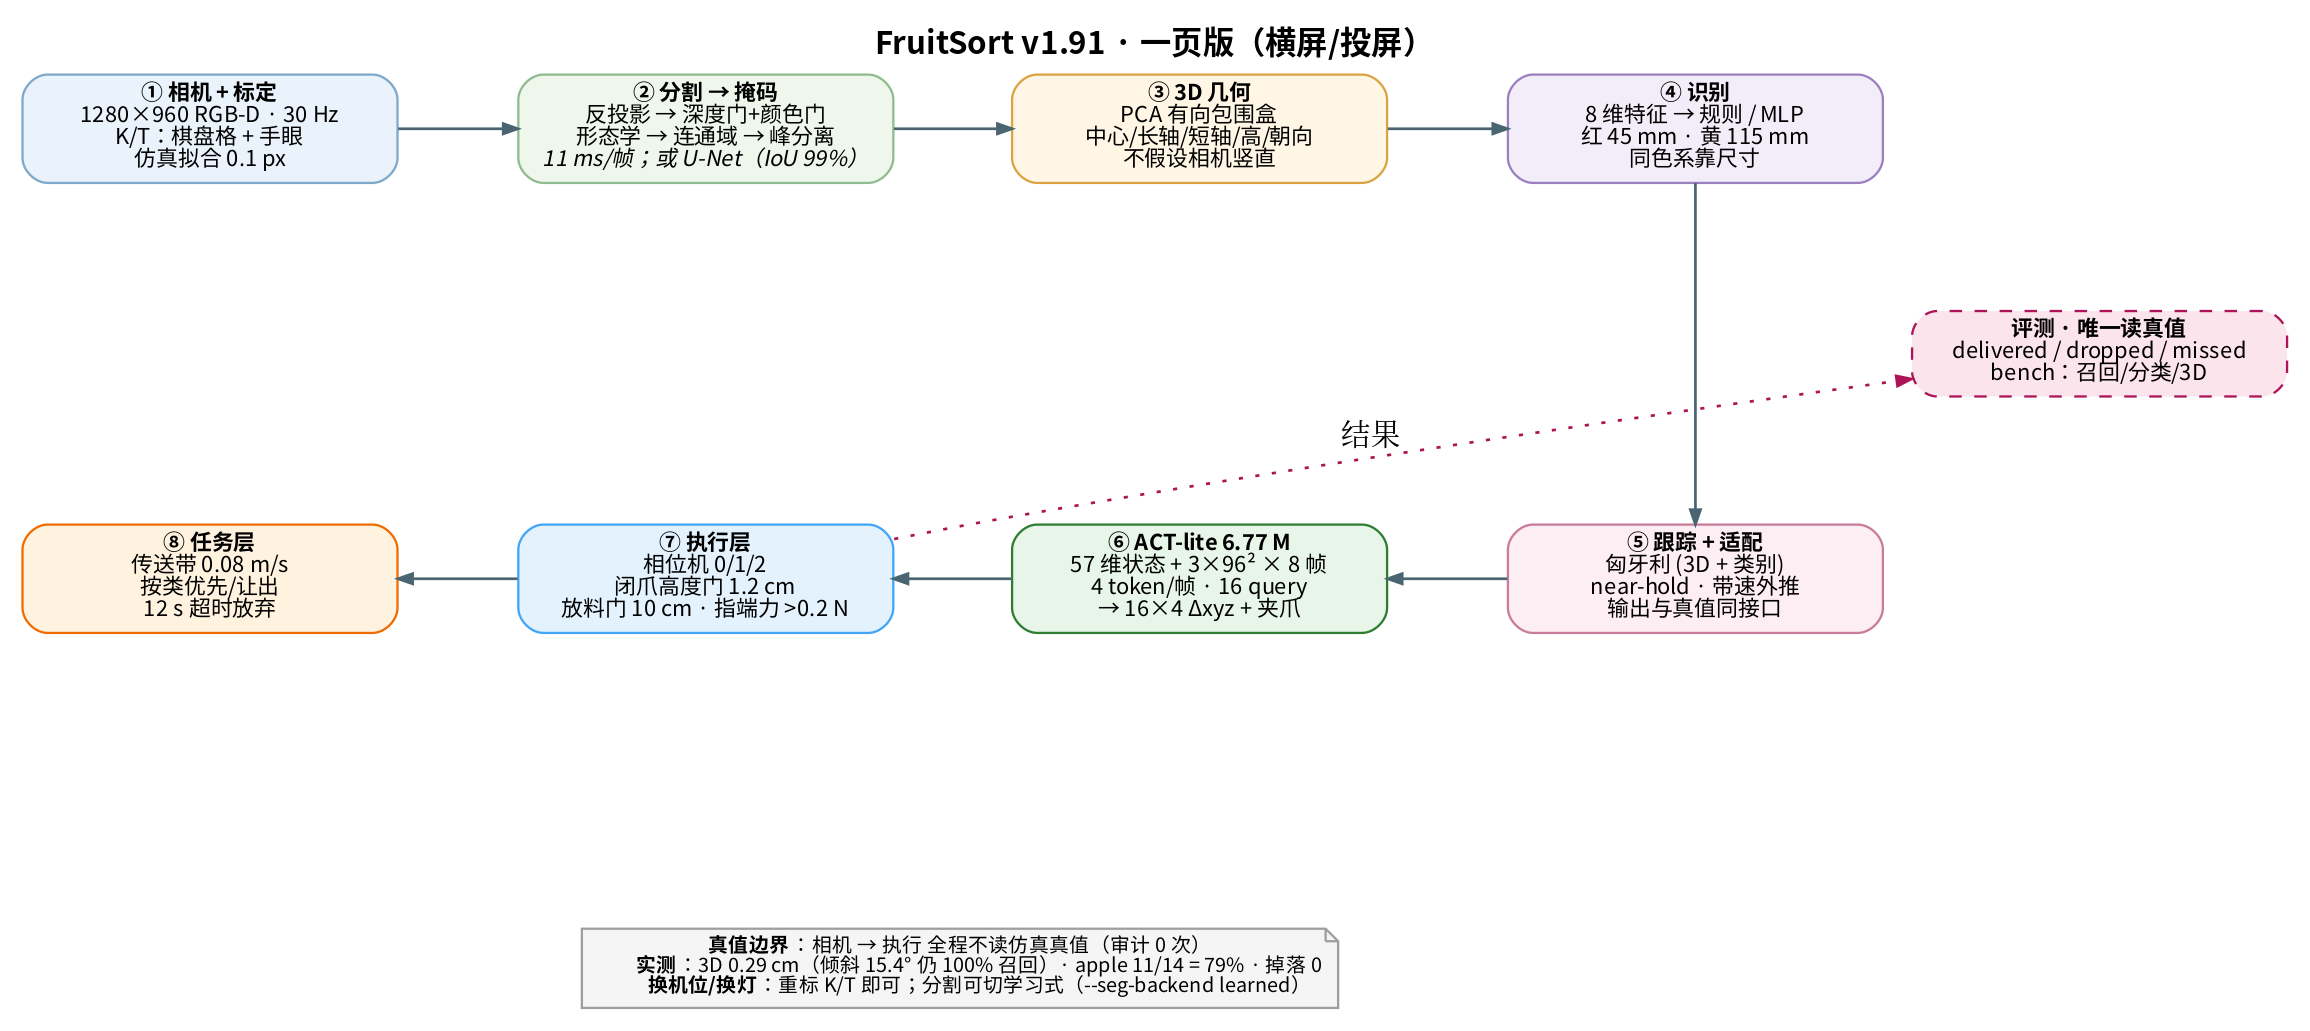 FruitSort v1.91 · 一页版（横屏/投屏）
① 相机 + 标定
1280×960 RGB-D · 30 Hz
K/T：棋盘格 + 手眼
仿真拟合 0.1 px
② 分割 → 掩码
反投影 → 深度门+颜色门
形态学 → 连通域 → 峰分离
11 ms/帧；或 U-Net（IoU 99%）
③ 3D 几何
PCA 有向包围盒
中心/长轴/短轴/高/朝向
不假设相机竖直
④ 识别
8 维特征 → 规则 / MLP
红 45 mm · 黄 115 mm
同色系靠尺寸
评测 · 唯一读真值
delivered / dropped / missed
bench：召回/分类/3D
结果
⑧ 任务层
传送带 0.08 m/s
按类优先/让出
12 s 超时放弃
⑦ 执行层
相位机 0/1/2
闭爪高度门 1.2 cm
放料门 10 cm · 指端力 >0.2 N
⑥ ACT-lite 6.77 M
57 维状态 + 3×96² × 8 帧
4 token/帧 · 16 query
→ 16×4 Δxyz + 夹爪
⑤ 跟踪 + 适配
匈牙利 (3D + 类别)
near-hold · 带速外推
输出与真值同接口
真值边界：相机 → 执行 全程不读仿真真值（审计 0 次）
实测：3D 0.29 cm（倾斜 15.4° 仍 100% 召回）· apple 11/14 = 79% · 掉落 0
换机位/换灯：重标 K/T 即可；分割可切学习式（--seg-backend learned）